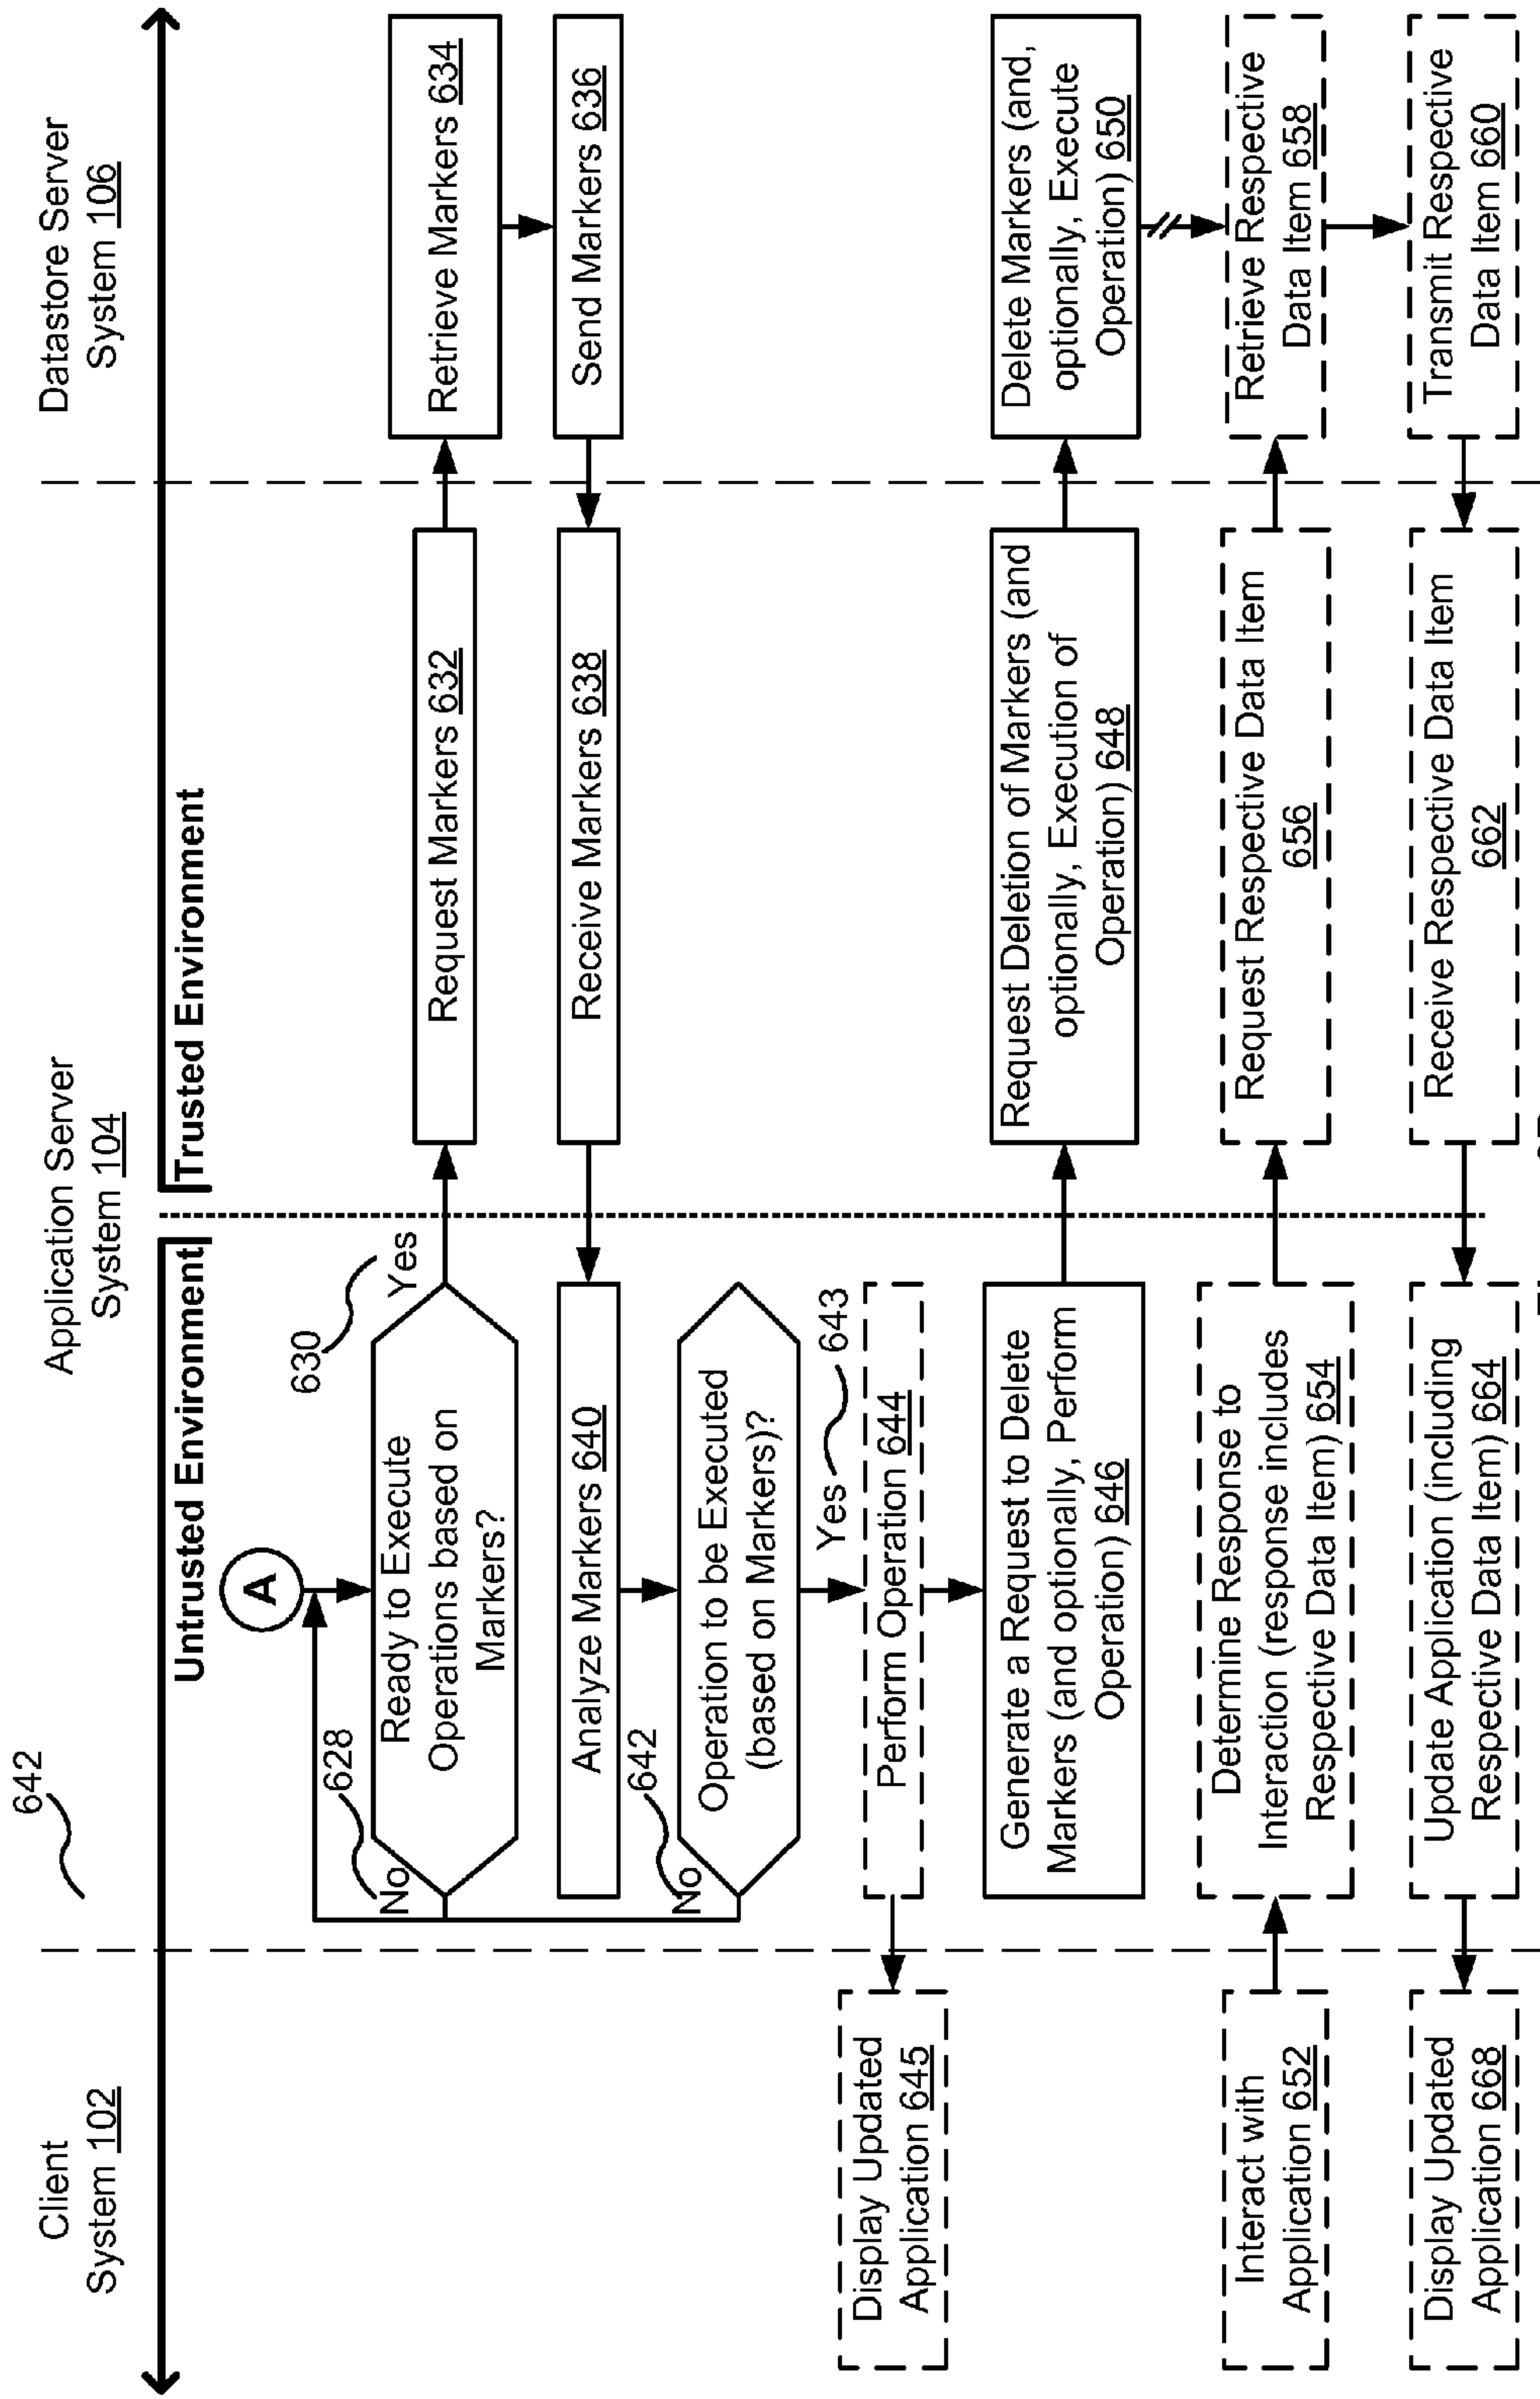 642
Client
System 102
Application Server
System 104
Datastore Server
System 106
Untrusted Environment
Trusted Environment
A
628
No
Ready to Execute
Operations based on
Markers?
630
Yes
Request Markers 632
Retrieve Markers 634
Analyze Markers 640
Receive Markers 638
Send Markers 636
642
No
Operation to be Executed
(based on Markers)?
Yes
643
Display Updated
Application 645
Perform Operation 644
Generate a Request to Delete
Markers (and optionally, Perform
Operation) 646
Request Deletion of Markers (and
optionally, Execution of
Operation) 648
Delete Markers (and,
optionally, Execute
Operation) 650
Interact with
Application 652
Determine Response to
Interaction (response includes
Respective Data Item) 654
Request Respective Data Item
656
Retrieve Respective
Data Item 658
Display Updated
Application 668
Update Application (including
Respective Data Item) 664
Receive Respective Data Item
662
Transmit Respective
Data Item 660